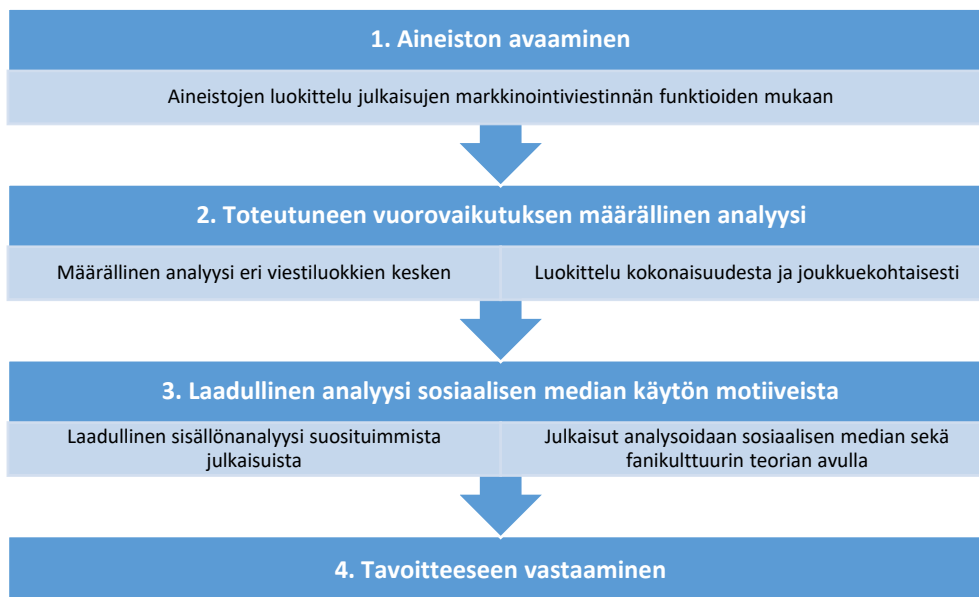 1. Aineiston avaaminen
Aineistojen luokittelu julkaisujen markkinointiviestinnän funktioiden mukaan
2. Toteutuneen vuorovaikutuksen määrällinen analyysi
Määrällinen analyysi eri viestiluokkien kesken
Luokittelu kokonaisuudesta ja joukkuekohtaisesti
3. Laadullinen analyysi sosiaalisen median käytön motiiveista
Laadullinen sisällönanalyysi suosituimmista
julkaisuista
Julkaisut analysoidaan sosiaalisen median sekä
fanikulttuurin teorian avulla
4. Tavoitteeseen vastaaminen